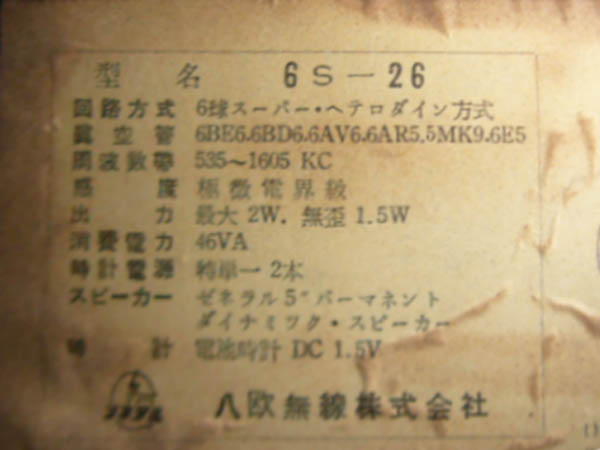 型名 6S-26
回路方式 6球スーパー・ヘテロダイン方式
眞空管 6BE6.6BD6.6AV6.6AR5.5MK9.6E5
周波数帶 535~1605 KC
感度 極微電界級
出力 最大 2W. 無歪 1.5W
消費電力 46VA
時計電源 特単一 2本
スピーカー ゼネラル5"パーマネント
ダイナミツク・スピーカー
時計 電池時計 DC 1.5V
八欧無線株式会社